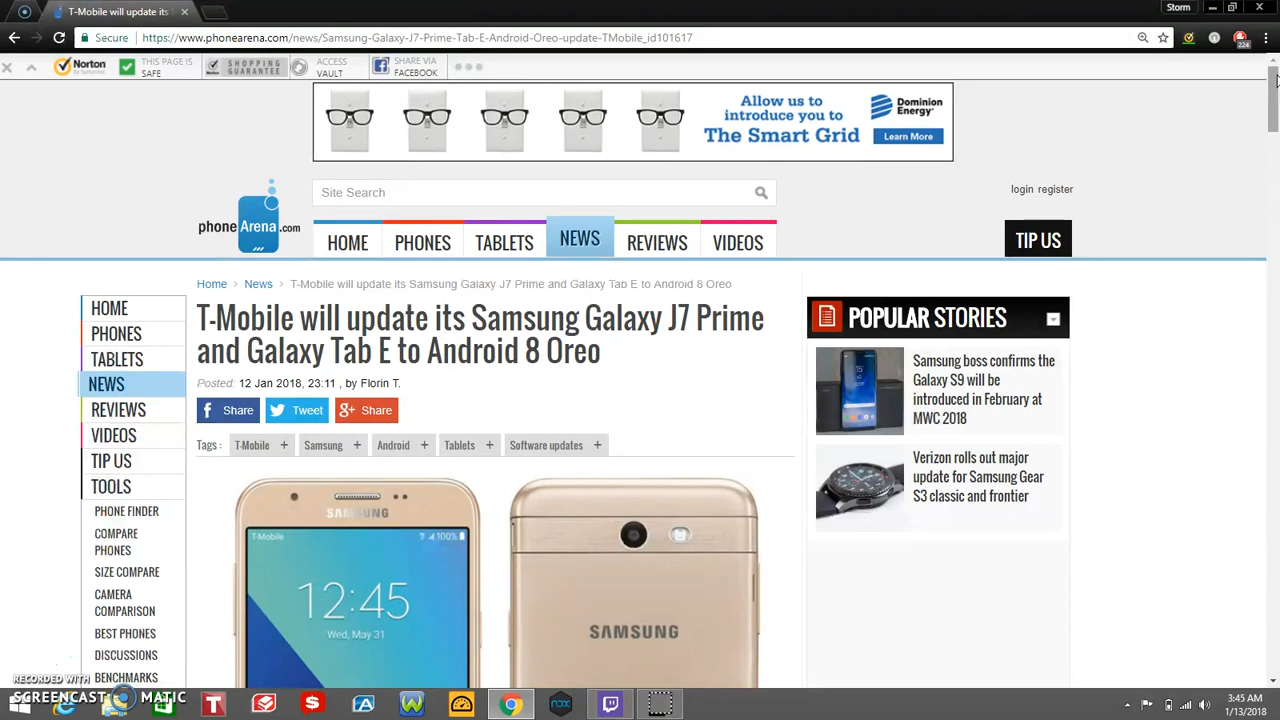 T-Mobile will update its S
Storm
Secure https://www.phonearena.com/news/Samsung-Galaxy-J7-Prime-Tab-E-Android-Oreo-update-TMobile_id101617
224
Norton
by Symantec
THIS PAGE IS
SAFE
SHOPPING
GUARANTEE
ACCESS
VAULT
SHARE VIA
FACEBOOK
Allow us to
introduce you to
The Smart Grid
Dominion
Energy
Learn More
Site Search
login register
phoneArena.com
HOME PHONES TABLETS NEWS REVIEWS VIDEOS
TIP US
Home › News › T-Mobile will update its Samsung Galaxy J7 Prime and Galaxy Tab E to Android 8 Oreo
HOME
PHONES
TABLETS
NEWS
REVIEWS
VIDEOS
TIP US
TOOLS
PHONE FINDER
COMPARE
PHONES
SIZE COMPARE
CAMERA
COMPARISON
BEST PHONES
DISCUSSIONS
BENCHMARKS
T-Mobile will update its Samsung Galaxy J7 Prime
and Galaxy Tab E to Android 8 Oreo
Posted: 12 Jan 2018, 23:11 , by Florin T.
Share Tweet Share
Tags : T-Mobile + Samsung + Android + Tablets + Software updates +
SAMSUNG
T-Mobile 100%
12:45
Wed, May 31
SAMSUNG
POPULAR STORIES
Samsung boss confirms the
Galaxy S9 will be
introduced in February at
MWC 2018
Verizon rolls out major
update for Samsung Gear
S3 classic and frontier
RECORDED WITH
SCREENCAST MATIC
nox
3:45 AM
1/13/2018